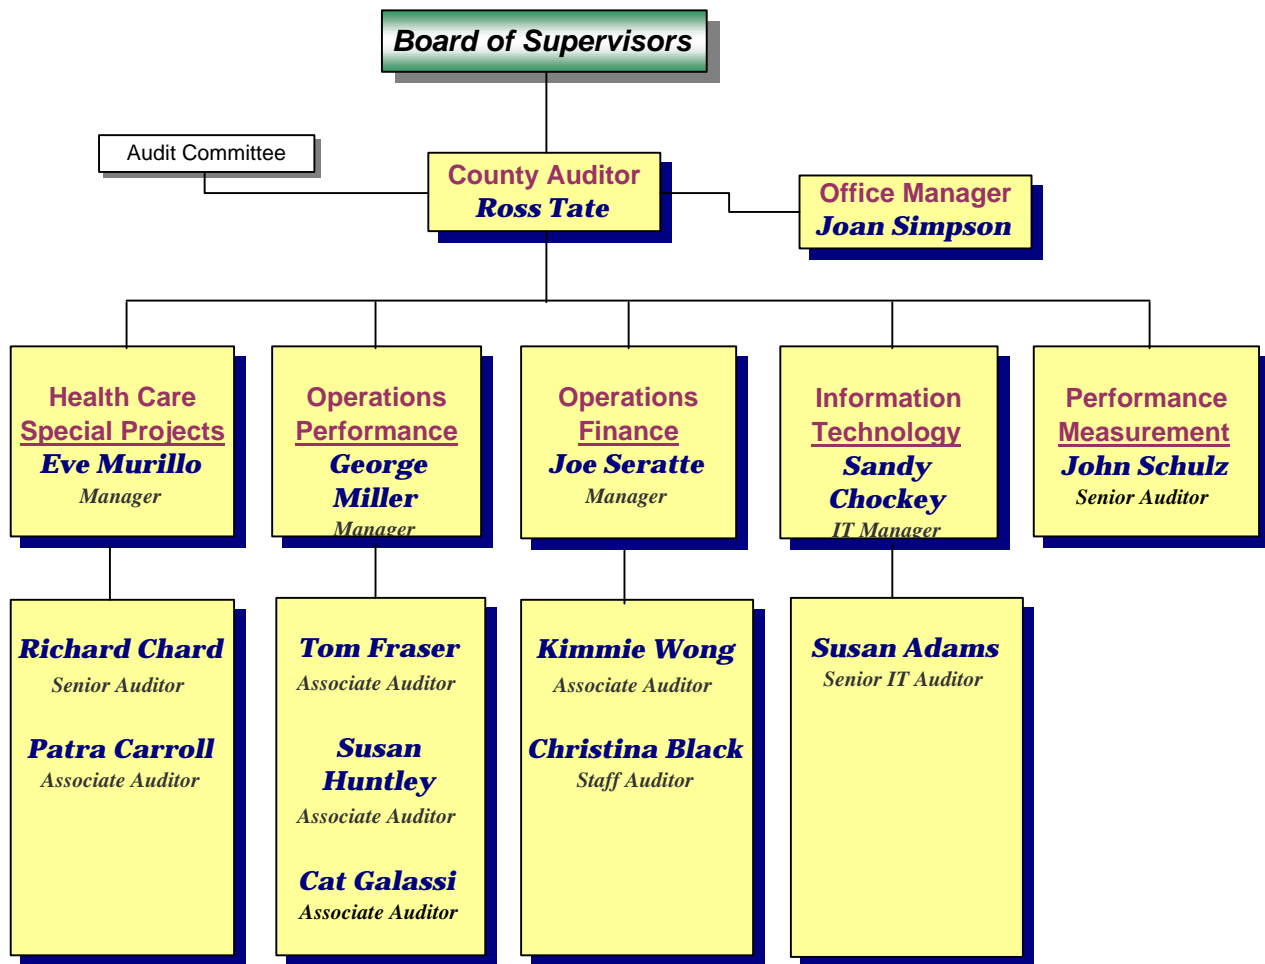 Board of Supervisors
Audit Committee
County Auditor
Ross Tate
Office Manager
Joan Simpson
Health Care
Special Projects
Eve Murillo
Manager
Operations
Performance
George
Miller
Manager
Operations
Finance
Joe Seratte
Manager
Information
Technology
Sandy
Chockey
IT Manager
Performance
Measurement
John Schulz
Senior Auditor
Richard Chard
Senior Auditor
Patra Carroll
Associate Auditor
Tom Fraser
Associate Auditor
Susan
Huntley
Associate Auditor
Cat Galassi
Associate Auditor
Kimmie Wong
Associate Auditor
Christina Black
Staff Auditor
Susan Adams
Senior IT Auditor